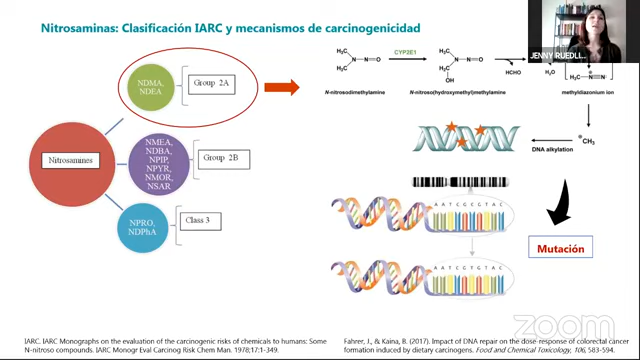 Nitrosaminas: Clasificación IARC y mecanismos de carcinogenicidad
JENNY RUEDLI...
Nitrosamines
NDMA,
NDEA
Group 2A
NMEA,
NDBA,
NPIP,
NPYR,
NMOR,
NSAR
Group 2B
NPRO,
NDPhA
Class 3
H₃C
N—N=O
H₃C
N-nitrosodimethylamine
CYP2E1
H₃C
N—N=O
CH₂
OH
N-nitroso(hydroxymethyl)methylamine
HCHO
H₂O
methyldiazonium ion
⊕CH₃
DNA alkylation
A A T C G C G T A C
A A T C G T G T A C
Mutación
zoom
IARC. IARC Monographs on the evaluation of the carcinogenic risks of chemicals to humans: Some
N-nitroso compounds. IARC Monogr Eval Carcinog Risk Chem Man. 1978;17:1-349.
Fahrer, J., & Kaina, B. (2017). Impact of DNA repair on the dose-response of colorectal cancer
formation induced by dietary carcinogens. Food and Chemical Toxicology, 106, 583-594.